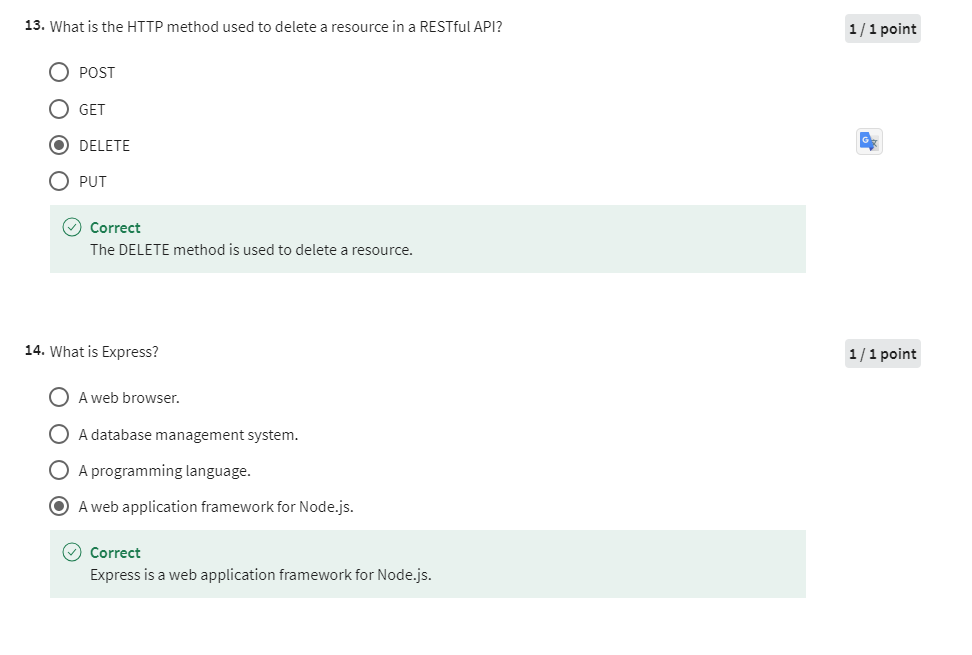 13. What is the HTTP method used to delete a resource in a RESTful API?
1 / 1 point
POST
GET
DELETE
PUT
Correct
The DELETE method is used to delete a resource.
14. What is Express?
1 / 1 point
A web browser.
A database management system.
A programming language.
A web application framework for Node.js.
Correct
Express is a web application framework for Node.js.